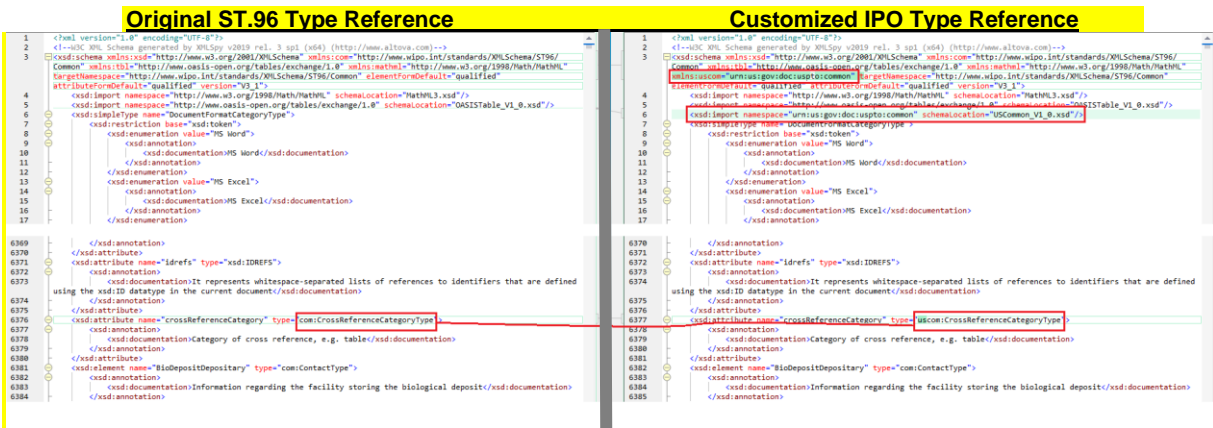 Original ST.96 Type Reference
1 <?xml version="1.0" encoding="UTF-8"?>
2 <!--W3C XML Schema generated by XMLSpy v2019 rel. 3 sp1 (x64) (http://www.altova.com)-->
3 <xsd:schema xmlns:xsd="http://www.w3.org/2001/XMLSchema" xmlns:com="http://www.wipo.int/standards/XMLSchema/ST96/
Common" xmlns:tbl="http://www.oasis-open.org/tables/exchange/1.0" xmlns:mathml="http://www.w3.org/1998/Math/MathML"
targetNamespace="http://www.wipo.int/standards/XMLSchema/ST96/Common" elementFormDefault="qualified"
attributeFormDefault="qualified" version="V3_1">
4 <xsd:import namespace="http://www.w3.org/1998/Math/MathML" schemaLocation="MathML3.xsd"/>
5 <xsd:import namespace="http://www.oasis-open.org/tables/exchange/1.0" schemaLocation="OASISTable_V1_0.xsd"/>
6 <xsd:simpleType name="DocumentFormatCategoryType">
7 <xsd:restriction base="xsd:token">
8 <xsd:enumeration value="MS Word">
9 <xsd:annotation>
10 <xsd:documentation>MS Word</xsd:documentation>
11 </xsd:annotation>
12 </xsd:enumeration>
13 <xsd:enumeration value="MS Excel">
14 <xsd:annotation>
15 <xsd:documentation>MS Excel</xsd:documentation>
16 </xsd:annotation>
17 </xsd:enumeration>
6369 </xsd:annotation>
6370 </xsd:attribute>
6371 <xsd:attribute name="idrefs" type="xsd:IDREFS">
6372 <xsd:annotation>
6373 <xsd:documentation>It represents whitespace-separated lists of references to identifiers that are defined
using the xsd:ID datatype in the current document</xsd:documentation>
6374 </xsd:annotation>
6375 </xsd:attribute>
6376 <xsd:attribute name="crossReferenceCategory" type="com:CrossReferenceCategoryType">
6377 <xsd:annotation>
6378 <xsd:documentation>Category of cross reference, e.g. table</xsd:documentation>
6379 </xsd:annotation>
6380 </xsd:attribute>
6381 <xsd:element name="BioDepositDepositary" type="com:ContactType">
6382 <xsd:annotation>
6383 <xsd:documentation>Information regarding the facility storing the biological deposit</xsd:documentation>
6384 </xsd:annotation>
Customized IPO Type Reference
1 <?xml version="1.0" encoding="UTF-8"?>
2 <!--W3C XML Schema generated by XMLSpy v2019 rel. 3 sp1 (x64) (http://www.altova.com)-->
3 <xsd:schema xmlns:xsd="http://www.w3.org/2001/XMLSchema" xmlns:com="http://www.wipo.int/standards/XMLSchema/ST96/
Common" xmlns:tbl="http://www.oasis-open.org/tables/exchange/1.0" xmlns:mathml="http://www.w3.org/1998/Math/MathML"
xmlns:uscom="urn:us:gov:doc:uspto:common" targetNamespace="http://www.wipo.int/standards/XMLSchema/ST96/Common"
elementFormDefault="qualified" attributeFormDefault="qualified" version="V3_1">
4 <xsd:import namespace="http://www.w3.org/1998/Math/MathML" schemaLocation="MathML3.xsd"/>
5 <xsd:import namespace="http://www.oasis-open.org/tables/exchange/1.0" schemaLocation="OASISTable_V1_0.xsd"/>
6 <xsd:import namespace="urn:us:gov:doc:uspto:common" schemaLocation="USCommon_V1_0.xsd"/>
7 <xsd:simpleType name="DocumentFormatCategoryType">
8 <xsd:restriction base="xsd:token">
9 <xsd:enumeration value="MS Word">
10 <xsd:annotation>
11 <xsd:documentation>MS Word</xsd:documentation>
12 </xsd:annotation>
13 </xsd:enumeration>
14 <xsd:enumeration value="MS Excel">
15 <xsd:annotation>
16 <xsd:documentation>MS Excel</xsd:documentation>
17 </xsd:annotation>
6370 </xsd:annotation>
6371 </xsd:attribute>
6372 <xsd:attribute name="idrefs" type="xsd:IDREFS">
6373 <xsd:annotation>
6374 <xsd:documentation>It represents whitespace-separated lists of references to identifiers that are defined
using the xsd:ID datatype in the current document</xsd:documentation>
6375 </xsd:annotation>
6376 </xsd:attribute>
6377 <xsd:attribute name="crossReferenceCategory" type="uscom:CrossReferenceCategoryType">
6378 <xsd:annotation>
6379 <xsd:documentation>Category of cross reference, e.g. table</xsd:documentation>
6380 </xsd:annotation>
6381 </xsd:attribute>
6382 <xsd:element name="BioDepositDepositary" type="com:ContactType">
6383 <xsd:annotation>
6384 <xsd:documentation>Information regarding the facility storing the biological deposit</xsd:documentation>
6385 </xsd:annotation>